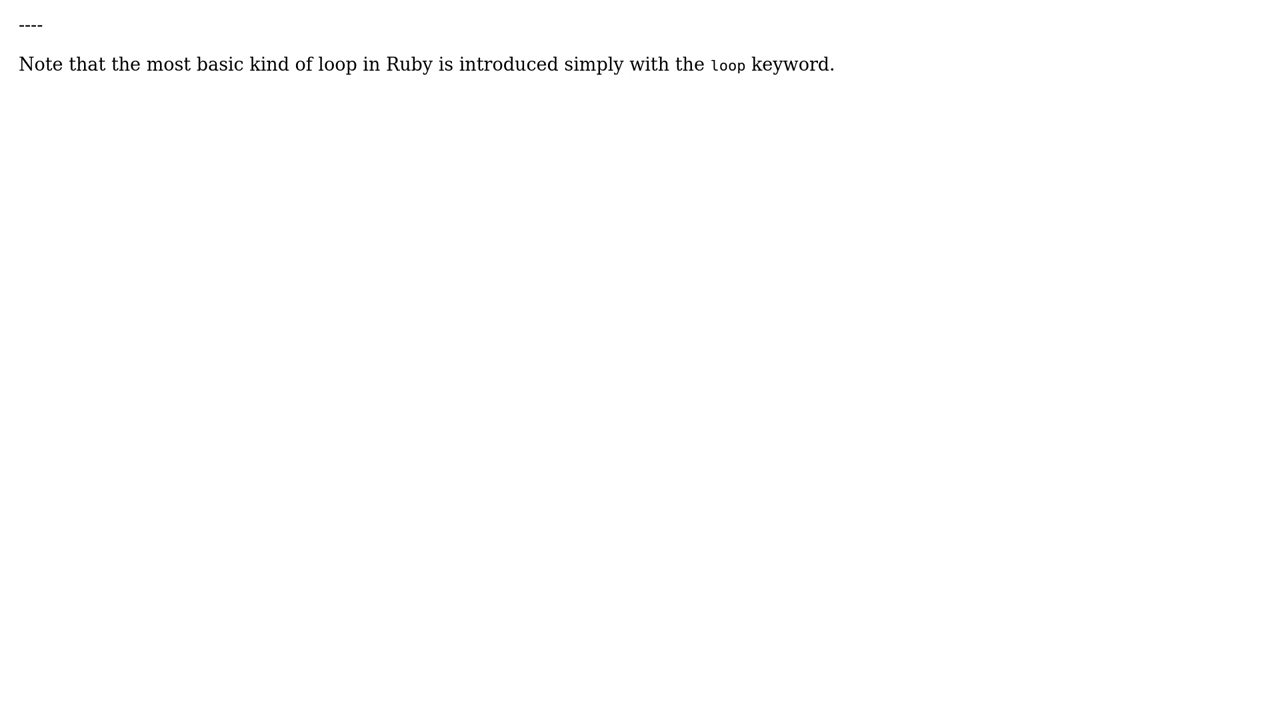 ----
Note that the most basic kind of loop in Ruby is introduced simply with the loop keyword.